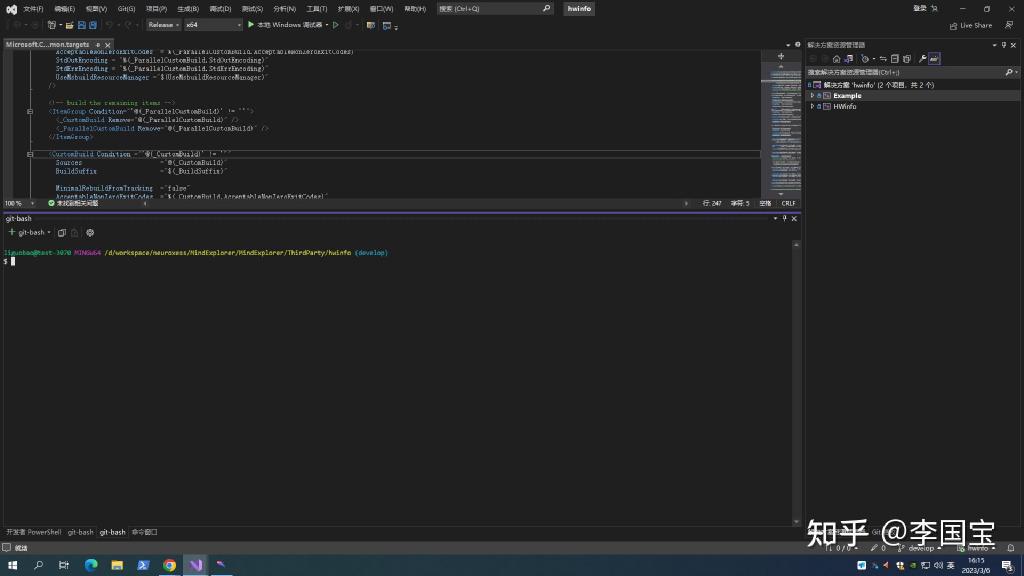 文件(F) 编辑(E) 视图(V) Git(G) 项目(P) 生成(B) 调试(D) 测试(S) 分析(N) 工具(T) 扩展(X) 窗口(W) 帮助(H) 搜索 (Ctrl+Q) hwinfo 登录
Release x64 本地 Windows 调试器 Live Share
Microsoft.C...mon.targets
AcceptableNonZeroExitCodes = %(_ParallelCustomBuild.AcceptableNonZeroExitCodes)
StdOutEncoding = "%(_ParallelCustomBuild.StdOutEncoding)"
StdErrEncoding = "%(_ParallelCustomBuild.StdErrEncoding)"
UseMsbuildResourceManager ="$(UseMsbuildResourceManager)"
/>
<!-- build the remaining items -->
<ItemGroup Condition="'@(_ParallelCustomBuild)' != ''">
<_CustomBuild Remove="@(_ParallelCustomBuild)" />
<_ParallelCustomBuild Remove="@(_ParallelCustomBuild)" />
</ItemGroup>
<CustomBuild Condition ="'@(_CustomBuild)' != ''"
Sources ="@(_CustomBuild)"
BuildSuffix ="$(_BuildSuffix)"
MinimalRebuildFromTracking ="false"
AcceptableNonZeroExitCodes ="%(_CustomBuild.AcceptableNonZeroExitCodes)"
100 % 未找到相关问题 行: 247 字符: 5 空格 CRLF
git-bash
git-bash
liguobao@test-3070 MINGW64 /d/workspace/neuroxess/MindExplorer/MindExplorer/ThirdParty/hwinfo (develop)
$
开发者 PowerShell git-bash git-bash 命令窗口
解决方案资源管理器
搜索解决方案资源管理器(Ctrl+;)
解决方案 'hwinfo' (2 个项目，共 2 个)
Example
HWinfo
知乎 @李国宝
就绪 0 / 0 develop hwinfo
英 16:15
2023/3/6